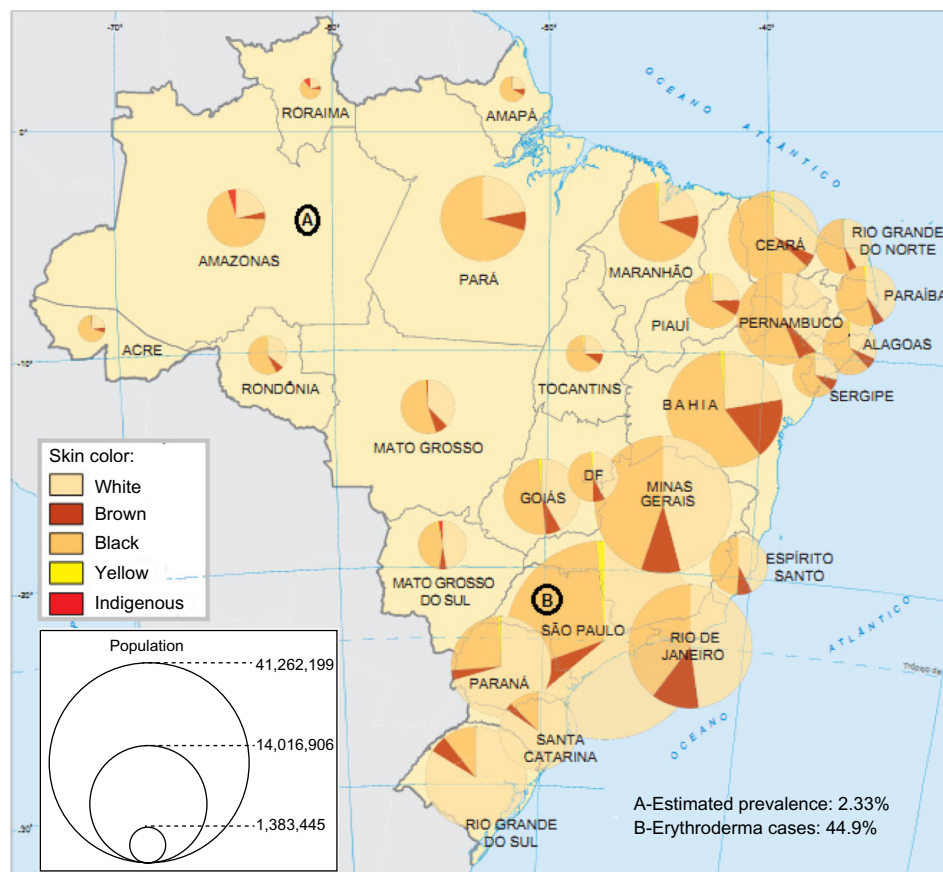 -70°
-60°
-50°
-40°
OCEANO ATLÂNTICO
RORAIMA
AMAPÁ
0°
A
AMAZONAS
PARÁ
MARANHÃO
CEARÁ
RIO GRANDE
DO NORTE
PARAÍBA
PIAUÍ
PERNAMBUCO
ALAGOAS
ACRE
-10°
RONDÔNIA
TOCANTINS
SERGIPE
BAHIA
MATO GROSSO
DF
GOIÁS
MINAS
GERAIS
Skin color:
White
Brown
Black
Yellow
Indigenous
ESPÍRITO
SANTO
MATO GROSSO
DO SUL
-20°
B
SÃO PAULO
RIO DE
JANEIRO
ATLÂNTICO
Trópico de
PARANÁ
OCEANO
SANTA
CATARINA
RIO GRANDE
DO SUL
-30°
Population
41,262,199
14,016,906
1,383,445
A-Estimated prevalence: 2.33%
B-Erythroderma cases: 44.9%